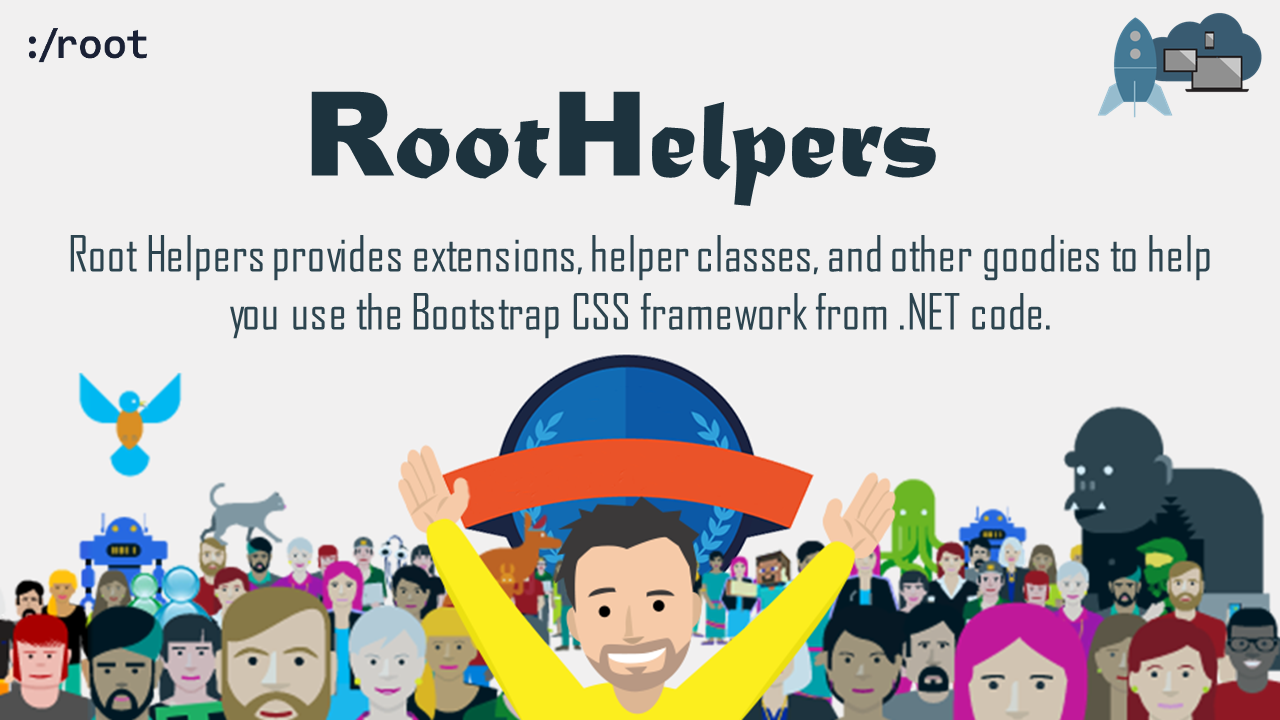 :/root
RootHelpers
Root Helpers provides extensions, helper classes, and other goodies to help
you use the Bootstrap CSS framework from .NET code.